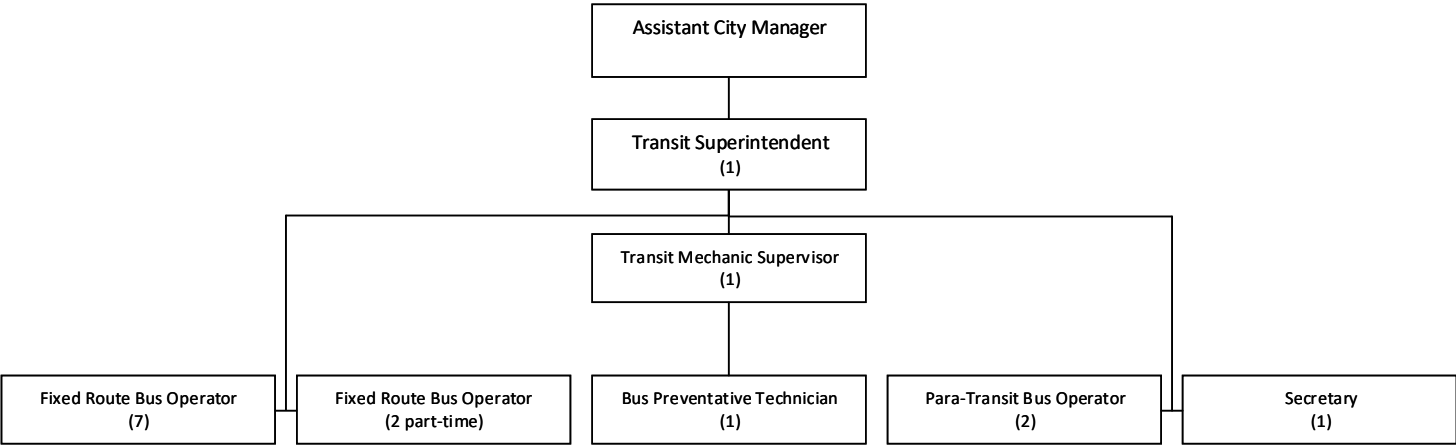 Assistant City Manager
Transit Superintendent
(1)
Transit Mechanic Supervisor
(1)
Fixed Route Bus Operator
(7)
Fixed Route Bus Operator
(2 part-time)
Bus Preventative Technician
(1)
Para-Transit Bus Operator
(2)
Secretary
(1)